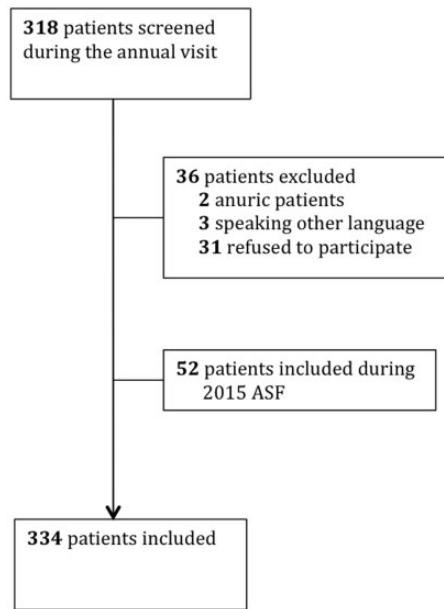 318 patients screened
during the annual visit
36 patients excluded
2 anuric patients
3 speaking other language
31 refused to participate
52 patients included during
2015 ASF
334 patients included